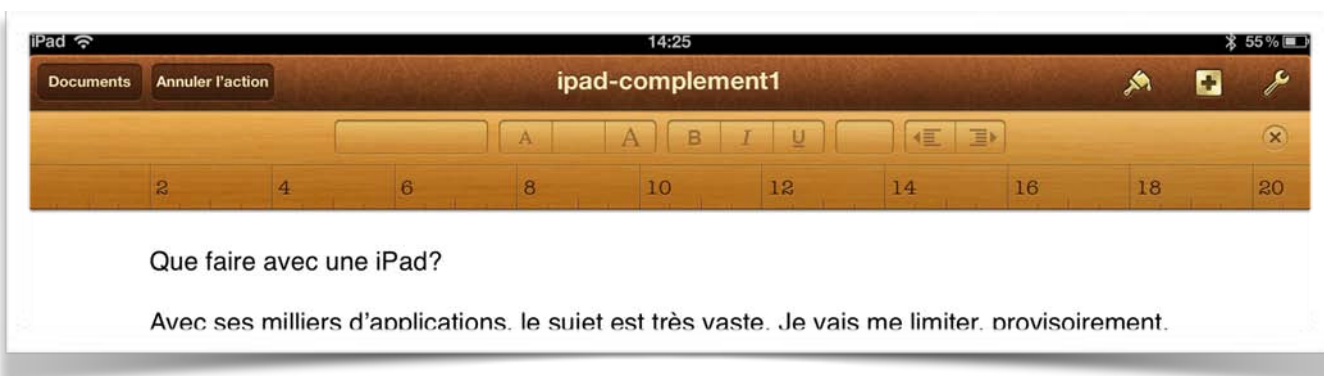 iPad 14:25 55%
Documents Annuler l'action ipad-complement1
A A B I U
2 4 6 8 10 12 14 16 18 20
Que faire avec une iPad?
Avec ses milliers d'applications, le sujet est très vaste. Je vais me limiter, provisoirement,